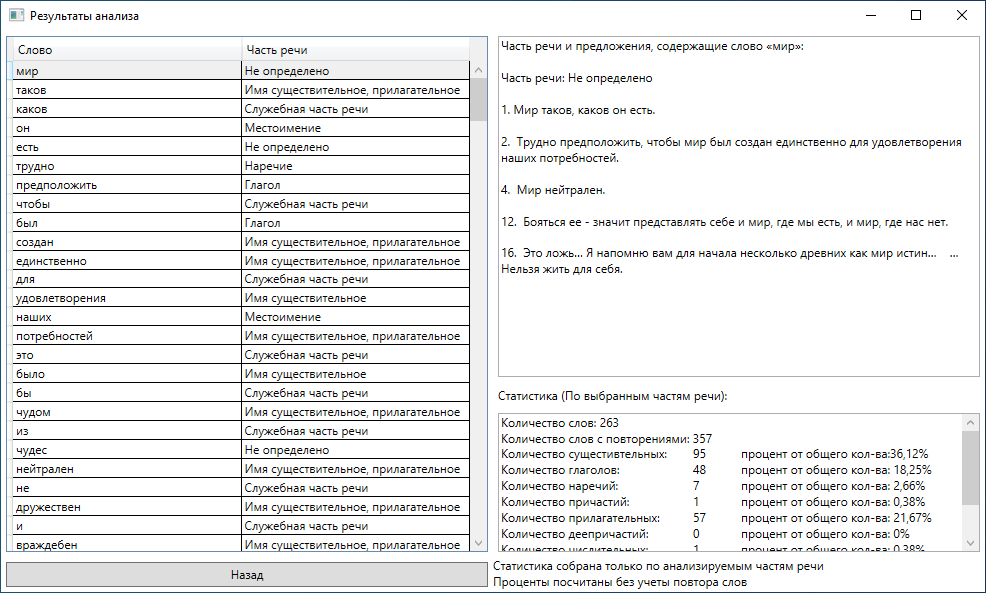 Результаты анализа
Слово Часть речи
мир Не определено
таков Имя существительное, прилагательное
каков Служебная часть речи
он Местоимение
есть Не определено
трудно Наречие
предположить Глагол
чтобы Служебная часть речи
был Глагол
создан Имя существительное, прилагательное
единственно Имя существительное, прилагательное
для Служебная часть речи
удовлетворения Имя существительное
наших Местоимение
потребностей Имя существительное, прилагательное
это Служебная часть речи
было Имя существительное
бы Служебная часть речи
чудом Имя существительное, прилагательное
из Служебная часть речи
чудес Не определено
нейтрален Имя существительное, прилагательное
не Служебная часть речи
дружествен Имя существительное, прилагательное
и Служебная часть речи
враждебен Имя существительное, прилагательное
Назад
Часть речи и предложения, содержащие слово «мир»:
Часть речи: Не определено
1. Мир таков, каков он есть.
2. Трудно предположить, чтобы мир был создан единственно для удовлетворения
наших потребностей.
4. Мир нейтрален.
12. Бояться ее - значит представлять себе и мир, где мы есть, и мир, где нас нет.
16. Это ложь... Я напомню вам для начала несколько древних как мир истин... ...
Нельзя жить для себя.
Статистика (По выбранным частям речи):
Количество слов: 263
Количество слов с повторениями: 357
Количество сущестивтельных: 95 процент от общего кол-ва:36,12%
Количество глаголов: 48 процент от общего кол-ва: 18,25%
Количество наречий: 7 процент от общего кол-ва: 2,66%
Количество причастий: 1 процент от общего кол-ва: 0,38%
Количество прилагательных: 57 процент от общего кол-ва: 21,67%
Количество деепричастий: 0 процент от общего кол-ва: 0%
Количество числительных: 1 процент от общего кол-ва: 0,38%
Статистика собрана только по анализируемым частям речи
Проценты посчитаны без учеты повтора слов